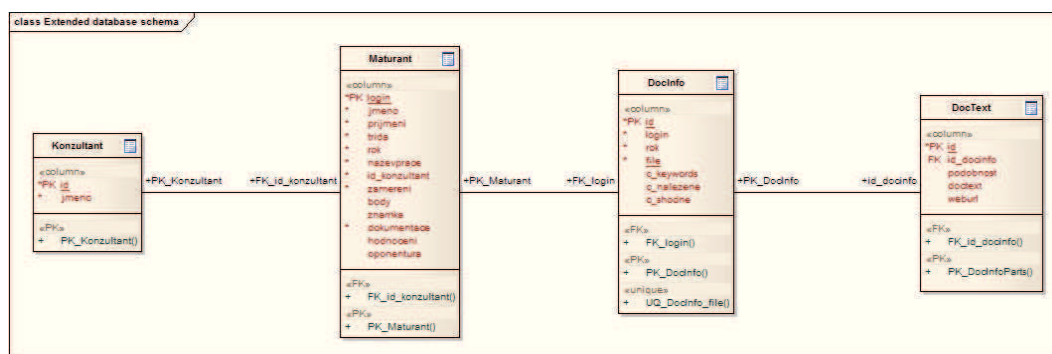 class Extended database schema
Konzultant
«column»
*PK id
* jmeno
«PK»
+ PK_Konzultant()
+PK_Konzultant
+FK_id_konzultant
Maturant
«column»
*PK login
* jmeno
* prijmeni
* trida
* rok
* nazevprace
* id_konzultant
* zamereni
body
znamka
* dokumentace
hodnoceni
oponentura
«FK»
+ FK_id_konzultant()
«PK»
+ PK_Maturant()
+PK_Maturant
+FK_login
DocInfo
«column»
*PK id
* login
* rok
* file
c_keywords
c_nalezene
c_shodne
«FK»
+ FK_login()
«PK»
+ PK_DocInfo()
«unique»
+ UQ_DocInfo_file()
+PK_DocInfo
+id_docinfo
DocText
«column»
*PK id
FK id_docinfo
podobnost
doctext
weburl
«FK»
+ FK_id_docinfo()
«PK»
+ PK_DocInfoParts()